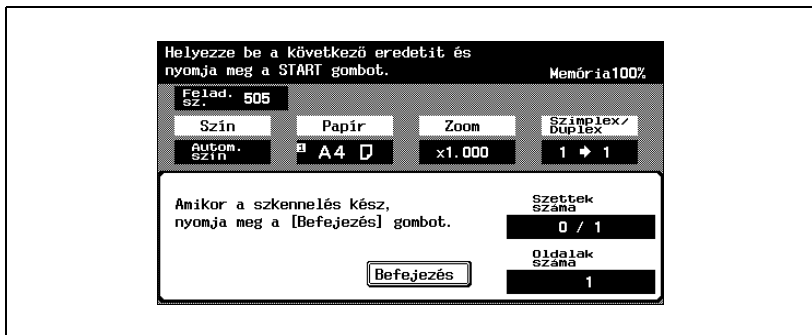 Helyezze be a következő eredetit és
nyomja meg a START gombot.
Memória100%
Felad.
sz. 505
Szín
Papír
Zoom
Szimplex/
Duplex
Autom.
szín
1 A4
x1.000
1 → 1
Amikor a szkennelés kész,
nyomja meg a [Befejezés] gombot.
Szettek
száma
0 / 1
Oldalak
száma
1
Befejezés